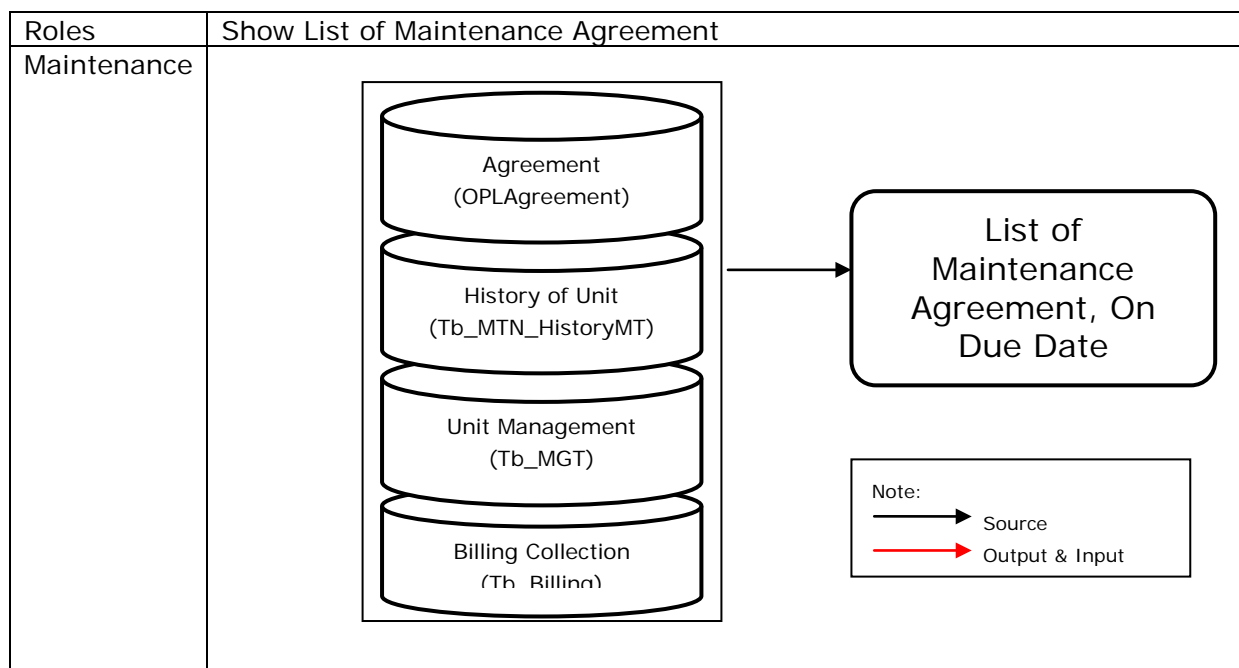 Roles
Show List of Maintenance Agreement
Maintenance
Agreement
(OPLAgreement)
History of Unit
(Tb_MTN_HistoryMT)
Unit Management
(Tb_MGT)
Billing Collection
(Tb_Billing)
List of
Maintenance
Agreement, On
Due Date
Note:
Source
Output & Input